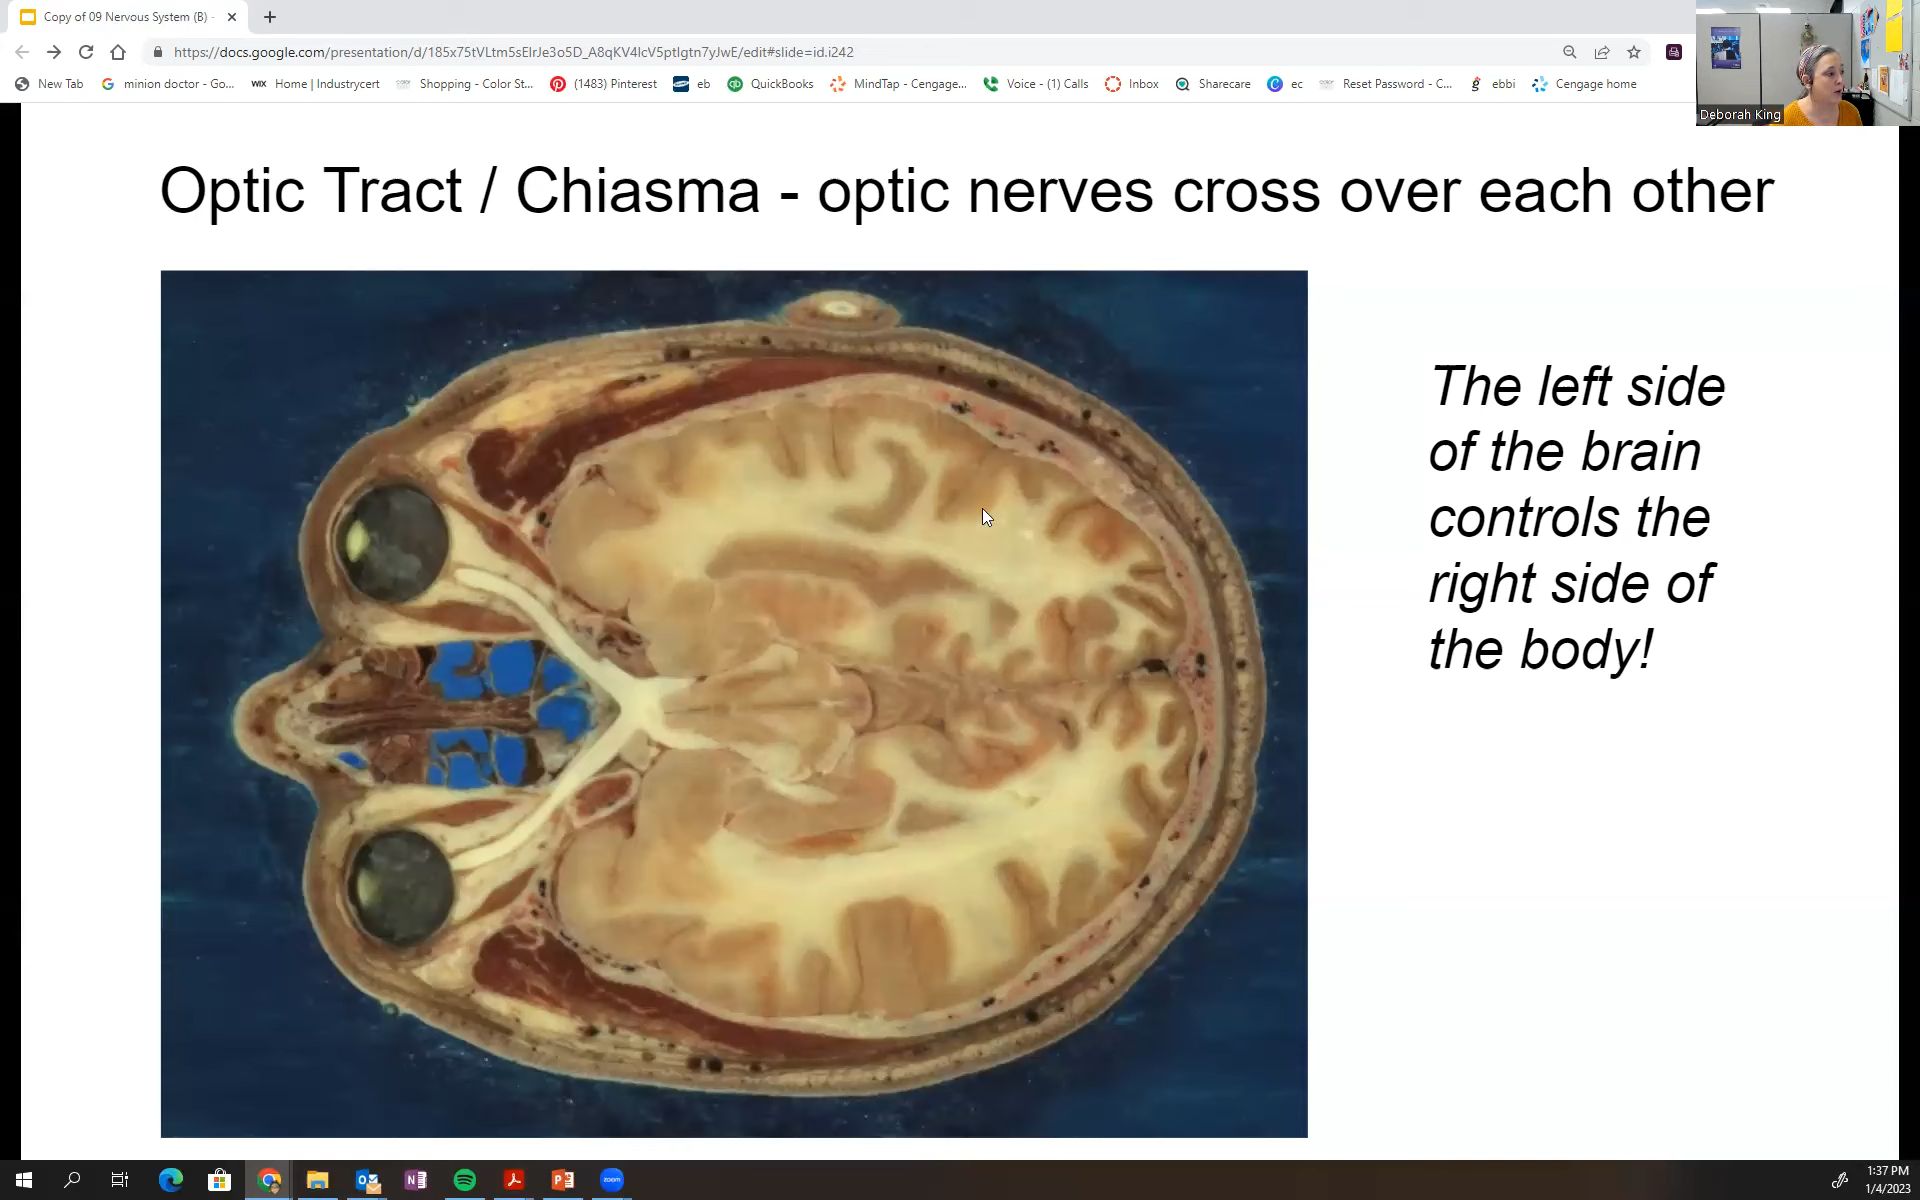 Copy of 09 Nervous System (B) -
https://docs.google.com/presentation/d/185x75tVLtm5sEIrJe3o5D_A8qKV4lcV5ptlgtn7yJwE/edit#slide=id.i242
New Tab minion doctor - Go... WIX Home | Industrycert Shopping - Color St... (1483) Pinterest eb QuickBooks MindTap - Cengage... Voice - (1) Calls Inbox Sharecare ec Reset Password - C... ebbi Cengage home
Deborah King
Optic Tract / Chiasma - optic nerves cross over each other
The left side
of the brain
controls the
right side of
the body!
zoom
1:37 PM
1/4/2023